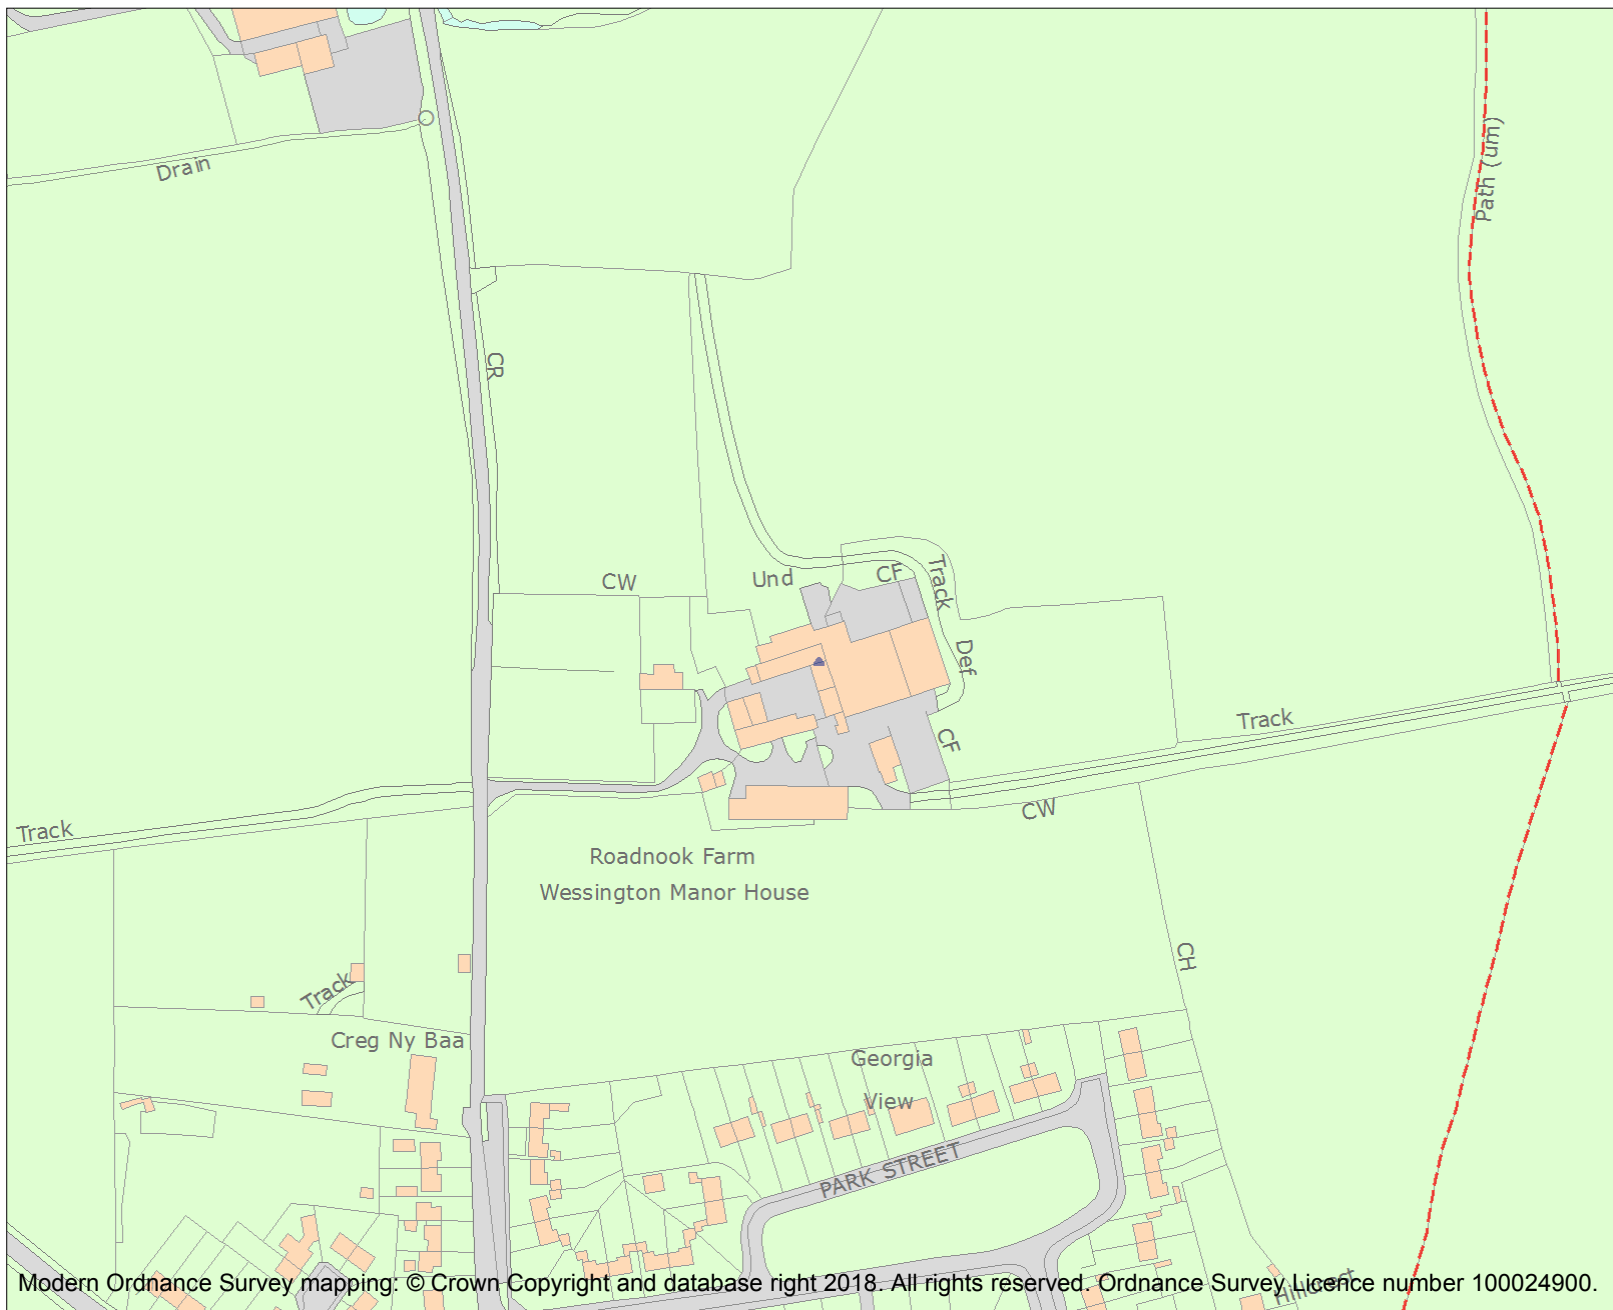 Drain
Path (um)
CR
CW
Und
CF
Track
Def
CF
Track
CW
Track
Roadnook Farm
Wessington Manor House
CH
Track
Creg Ny Baa
Georgia
View
PARK STREET
Hillcrest
Modern Ordnance Survey mapping: © Crown Copyright and database right 2018. All rights reserved. Ordnance Survey Licence number 100024900.